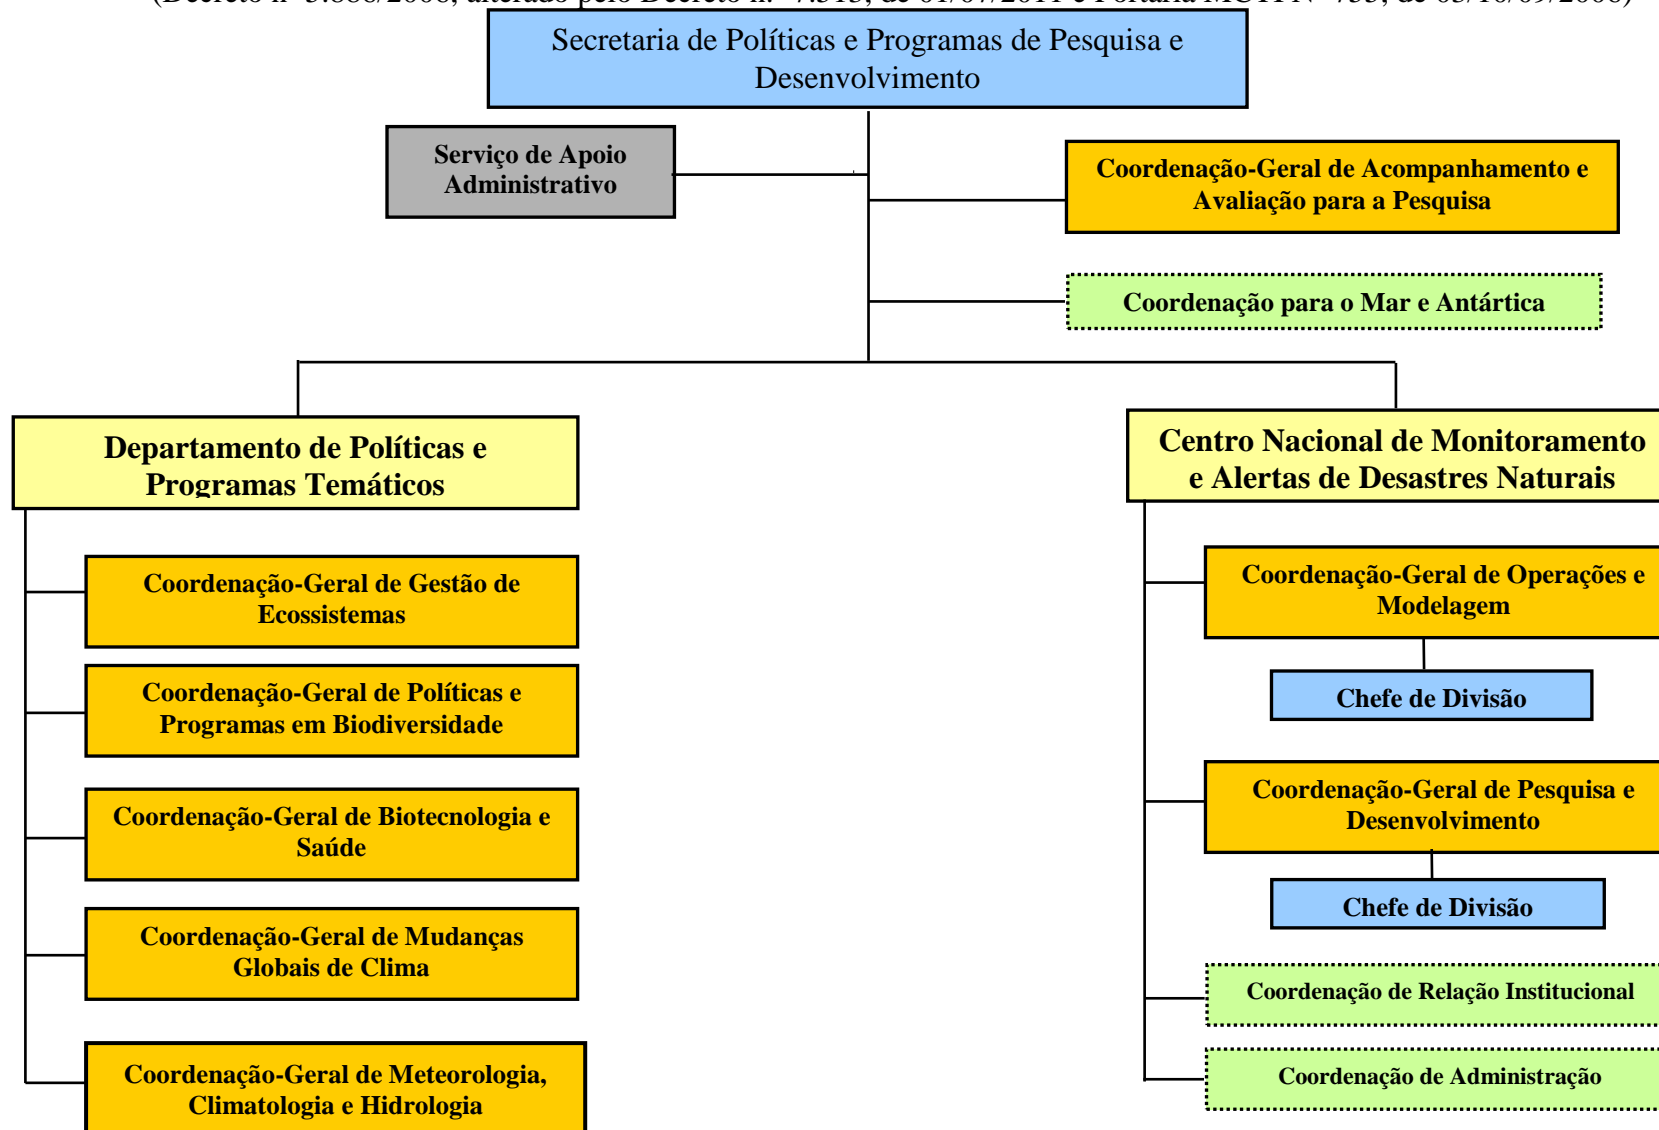 Secretaria de Políticas e Programas de Pesquisa e
Desenvolvimento
Serviço de Apoio
Administrativo
Coordenação-Geral de Acompanhamento e
Avaliação para a Pesquisa
Coordenação para o Mar e Antártica
Departamento de Políticas e
Programas Temáticos
Coordenação-Geral de Gestão de
Ecossistemas
Coordenação-Geral de Políticas e
Programas em Biodiversidade
Coordenação-Geral de Biotecnologia e
Saúde
Coordenação-Geral de Mudanças
Globais de Clima
Coordenação-Geral de Meteorologia,
Climatologia e Hidrologia
Centro Nacional de Monitoramento
e Alertas de Desastres Naturais
Coordenação-Geral de Operações e
Modelagem
Chefe de Divisão
Coordenação-Geral de Pesquisa e
Desenvolvimento
Chefe de Divisão
Coordenação de Relação Institucional
Coordenação de Administração